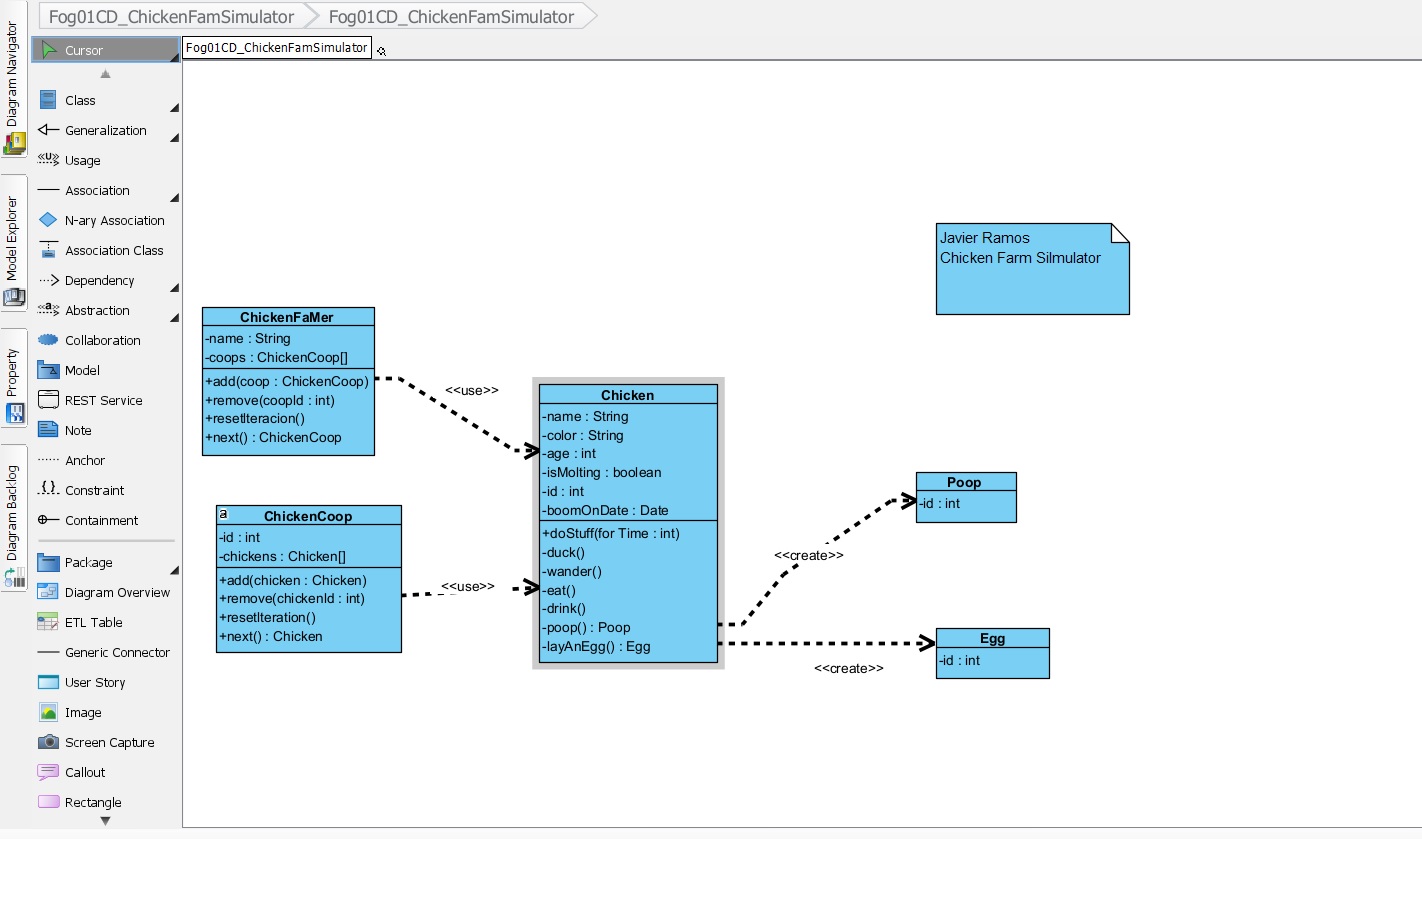 Fog01CD_ChickenFamSimulator
Fog01CD_ChickenFamSimulator
Diagram Navigator
Model Explorer
Property
Diagram Backlog
Cursor
Class
Generalization
Usage
Association
N-ary Association
Association Class
Dependency
Abstraction
Collaboration
Model
REST Service
Note
Anchor
Constraint
Containment
Package
Diagram Overview
ETL Table
Generic Connector
User Story
Image
Screen Capture
Callout
Rectangle
Fog01CD_ChickenFamSimulator
Javier Ramos
Chicken Farm Silmulator
ChickenFaMer
-name : String
-coops : ChickenCoop[]
+add(coop : ChickenCoop)
+remove(coopId : int)
+resetIteracion()
+next() : ChickenCoop
<<use>>
a
ChickenCoop
-id : int
-chickens : Chicken[]
+add(chicken : Chicken)
+remove(chickenId : int)
+resetIteration()
+next() : Chicken
<<use>>
Chicken
-name : String
-color : String
-age : int
-isMolting : boolean
-id : int
-boomOnDate : Date
+doStuff(for Time : int)
-duck()
-wander()
-eat()
-drink()
-poop() : Poop
-layAnEgg() : Egg
<<create>>
Poop
-id : int
<<create>>
Egg
-id : int